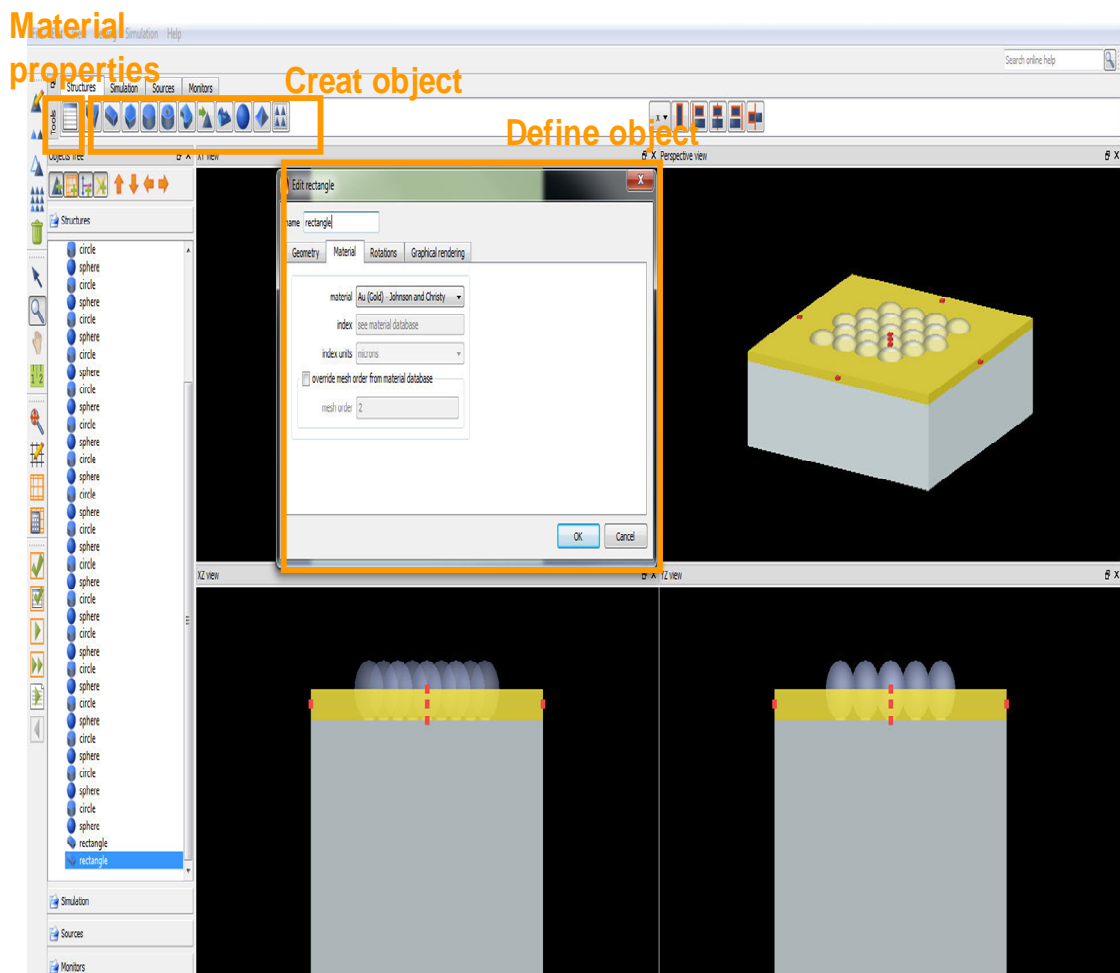 Material
properties
Simulation Help
Search online help
Structures Simulation Sources Monitors
Creat object
Tools
Define object
x
Objects Tree
XY view
Perspective view
Edit rectangle
name rectangle
Geometry Material Rotations Graphical rendering
material Au (Gold) - Johnson and Christy
index see material database
index units microns
override mesh order from material database
mesh order 2
OK Cancel
Structures
circle
sphere
circle
sphere
circle
sphere
circle
sphere
circle
sphere
circle
sphere
circle
sphere
circle
sphere
circle
sphere
circle
sphere
circle
sphere
circle
sphere
circle
sphere
circle
sphere
circle
sphere
circle
sphere
circle
sphere
rectangle
rectangle
XZ view
YZ view
Simulation
Sources
Monitors